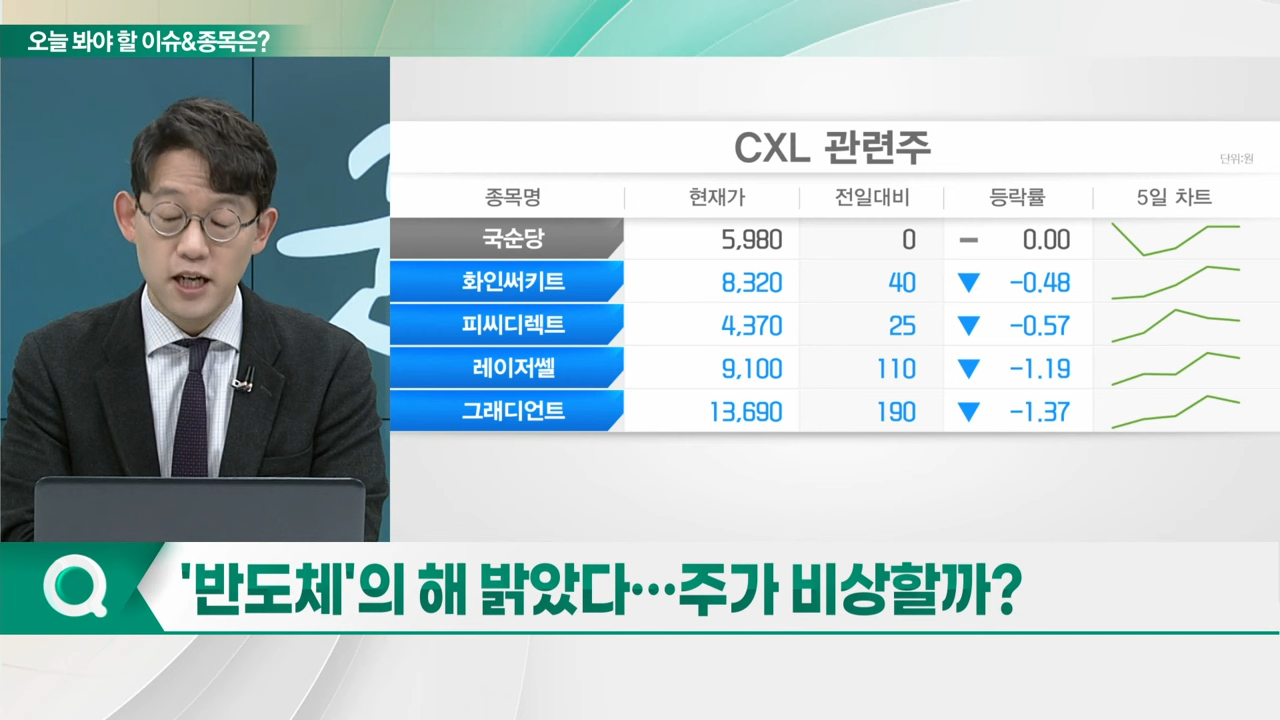 오늘 봐야 할 이슈&종목은?
CXL 관련주
단위:원
종목명 현재가 전일대비 등락률 5일 차트
국순당 5,980 0 0.00
화인써키트 8,320 40 ▼ -0.48
피씨디렉트 4,370 25 ▼ -0.57
레이저쎌 9,100 110 ▼ -1.19
그래디언트 13,690 190 ▼ -1.37
'반도체'의 해 밝았다…주가 비상할까?